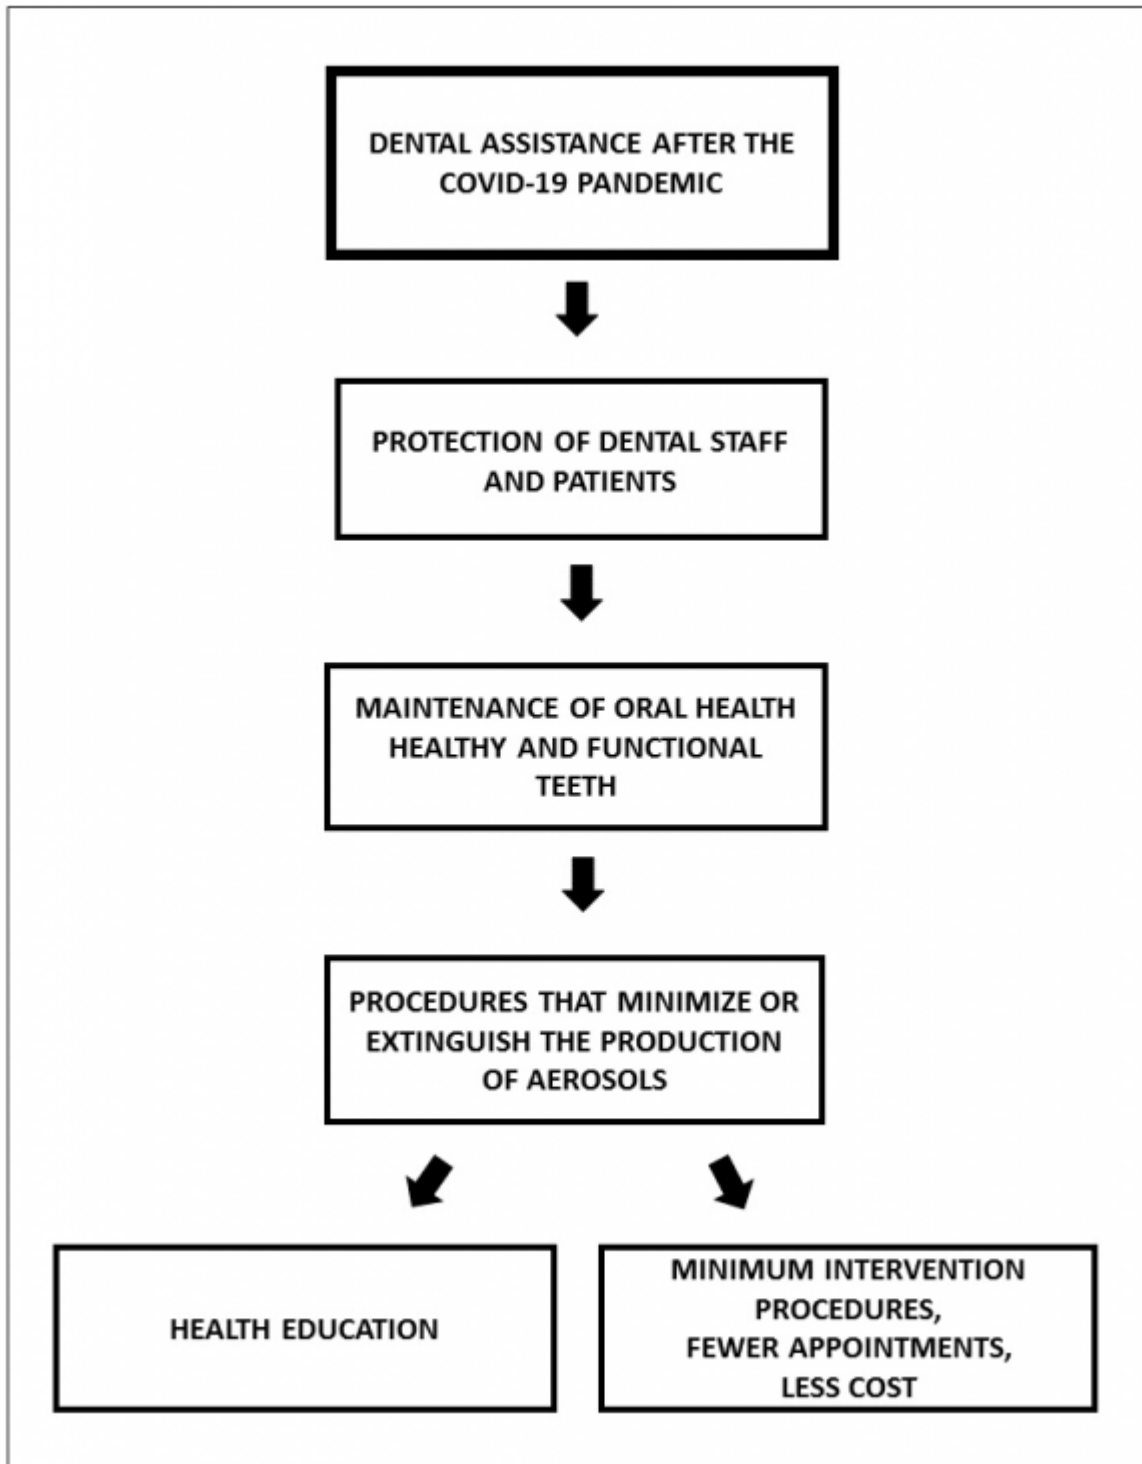 DENTAL ASSISTANCE AFTER THE
COVID-19 PANDEMIC
PROTECTION OF DENTAL STAFF
AND PATIENTS
MAINTENANCE OF ORAL HEALTH
HEALTHY AND FUNCTIONAL
TEETH
PROCEDURES THAT MINIMIZE OR
EXTINGUISH THE PRODUCTION
OF AEROSOLS
HEALTH EDUCATION
MINIMUM INTERVENTION
PROCEDURES,
FEWER APPOINTMENTS,
LESS COST